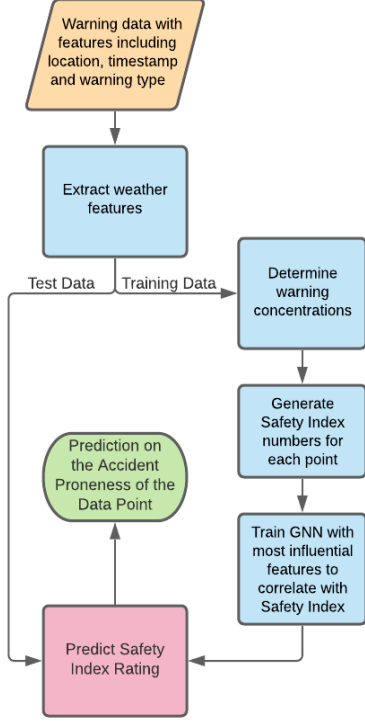 Warning data with
features including
location, timestamp
and warning type
Extract weather
features
Test Data
Training Data
Determine
warning
concentrations
Generate
Safety Index
numbers for
each point
Train GNN with
most influential
features to
correlate with
Safety Index
Predict Safety
Index Rating
Prediction on
the Accident
Proneness of the
Data Point